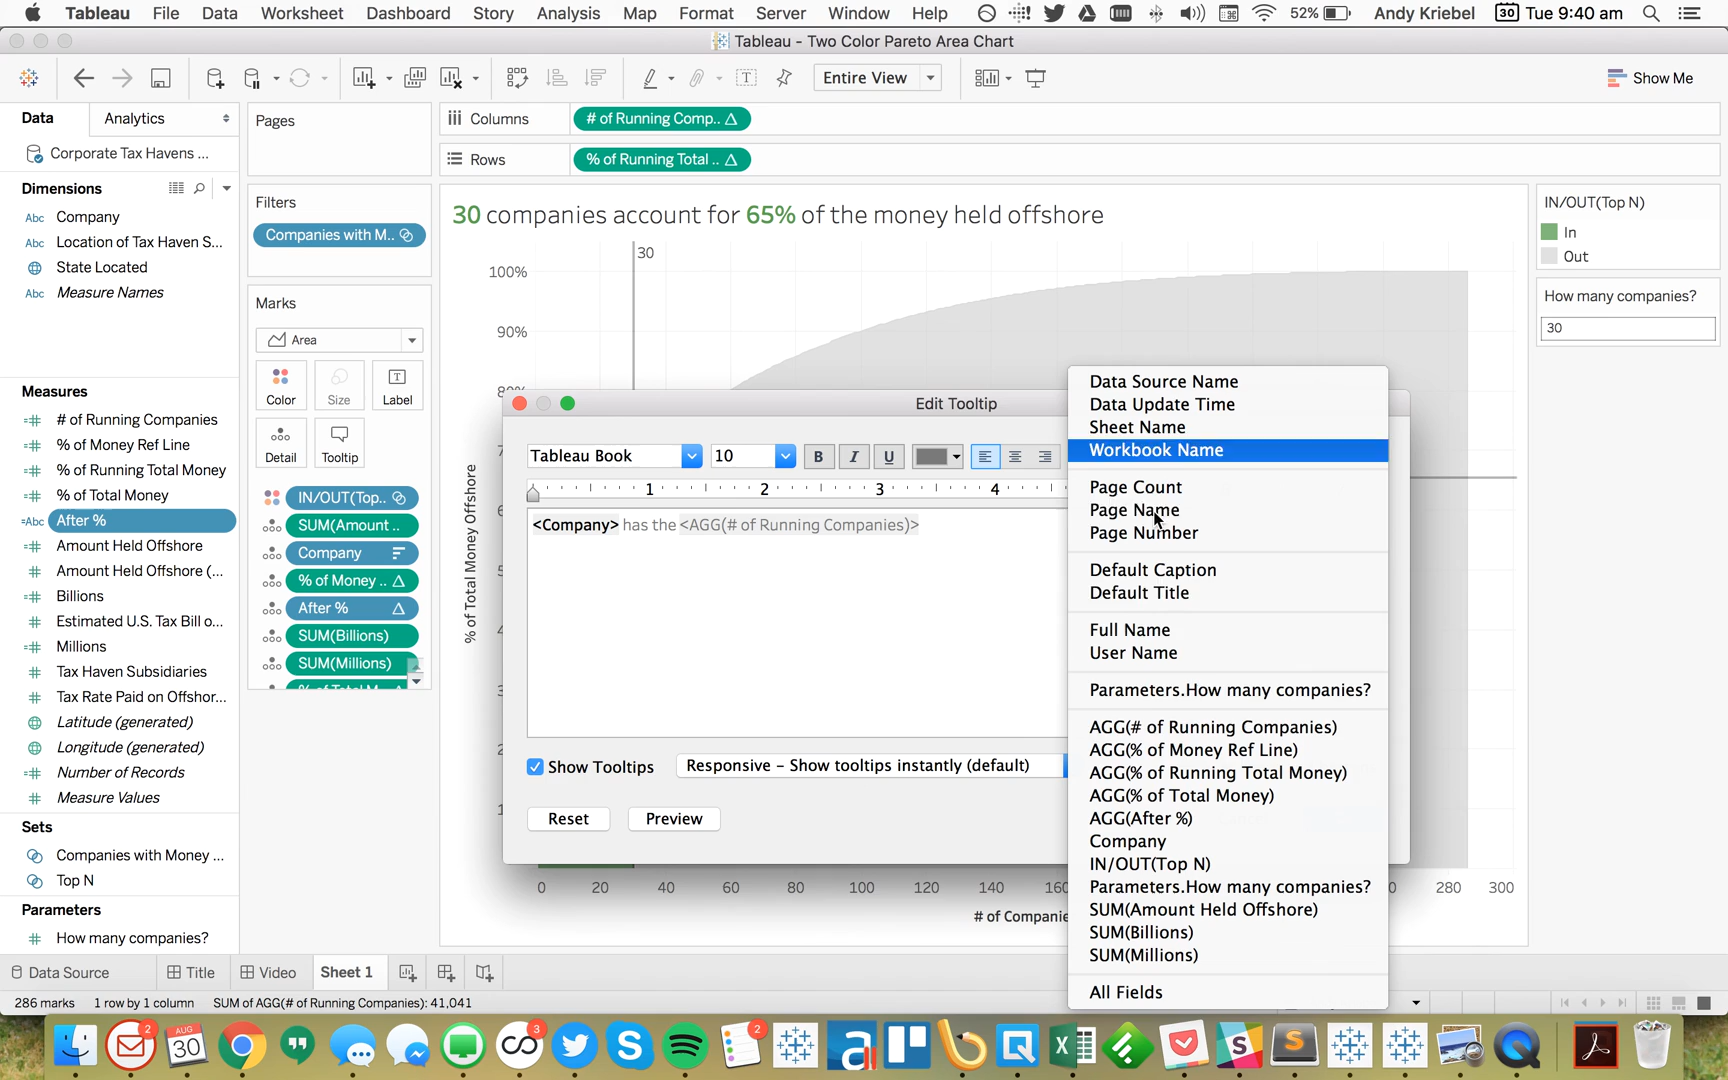 Tableau File Data Worksheet Dashboard Story Analysis Map Format Server Window Help 52% Andy Kriebel 30 Tue 9:40 am
Tableau - Two Color Pareto Area Chart
Entire View Show Me
Data Analytics
Corporate Tax Havens ...
Dimensions
Abc Company
Abc Location of Tax Haven S...
State Located
Abc Measure Names
Measures
# of Running Companies
% of Money Ref Line
% of Running Total Money
% of Total Money
=Abc After %
Amount Held Offshore
Amount Held Offshore (...
Billions
Estimated U.S. Tax Bill o...
Millions
Tax Haven Subsidiaries
Tax Rate Paid on Offshor...
Latitude (generated)
Longitude (generated)
Number of Records
Measure Values
Sets
Companies with Money ...
Top N
Parameters
How many companies?
Pages
Filters
Companies with M..
Marks
Area
Color Size Label
Detail Tooltip
IN/OUT(Top..
SUM(Amount ..
Company
% of Money ..
After %
SUM(Billions)
SUM(Millions)
Columns # of Running Comp..
Rows % of Running Total ..
30 companies account for 65% of the money held offshore
30
100%
90%
80%
% of Total Money Offshore
0 20 40 60 80 100 120 140 280 300
# of Companie
IN/OUT(Top N)
In
Out
How many companies?
30
Edit Tooltip
Tableau Book 10 B I U
1 2 3 4
<Company> has the <AGG(# of Running Companies)>
Show Tooltips Responsive – Show tooltips instantly (default)
Reset Preview
Data Source Name
Data Update Time
Sheet Name
Workbook Name
Page Count
Page Name
Page Number
Default Caption
Default Title
Full Name
User Name
Parameters.How many companies?
AGG(# of Running Companies)
AGG(% of Money Ref Line)
AGG(% of Running Total Money)
AGG(% of Total Money)
AGG(After %)
Company
IN/OUT(Top N)
Parameters.How many companies?
SUM(Amount Held Offshore)
SUM(Billions)
SUM(Millions)
All Fields
Data Source Title Video Sheet 1
286 marks 1 row by 1 column SUM of AGG(# of Running Companies): 41,041
2 AUG 30 3 2